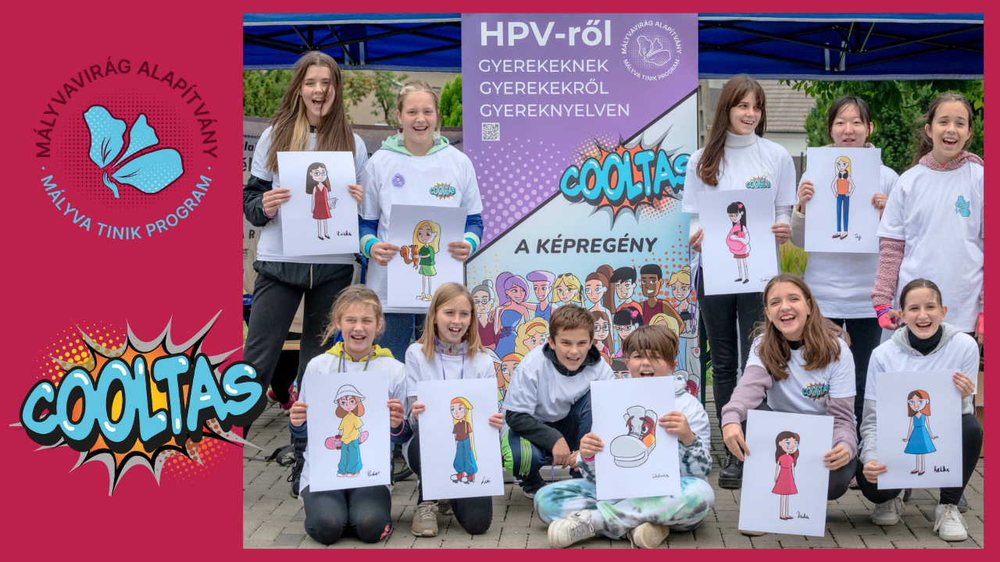 MÁLYVAVIRÁG ALAPÍTVÁNY
· MÁLYVA TINIK PROGRAM ·
COOLTAS
HPV-ről
GYEREKEKNEK
GYEREKEKRŐL
GYEREKNYELVEN
MÁLYVAVIRÁG ALAPÍTVÁNY
· MÁLYVA TINIK PROGRAM ·
COOLTAS
A KÉPREGÉNY
COOLTAS
COOLTAS
COOLTAS